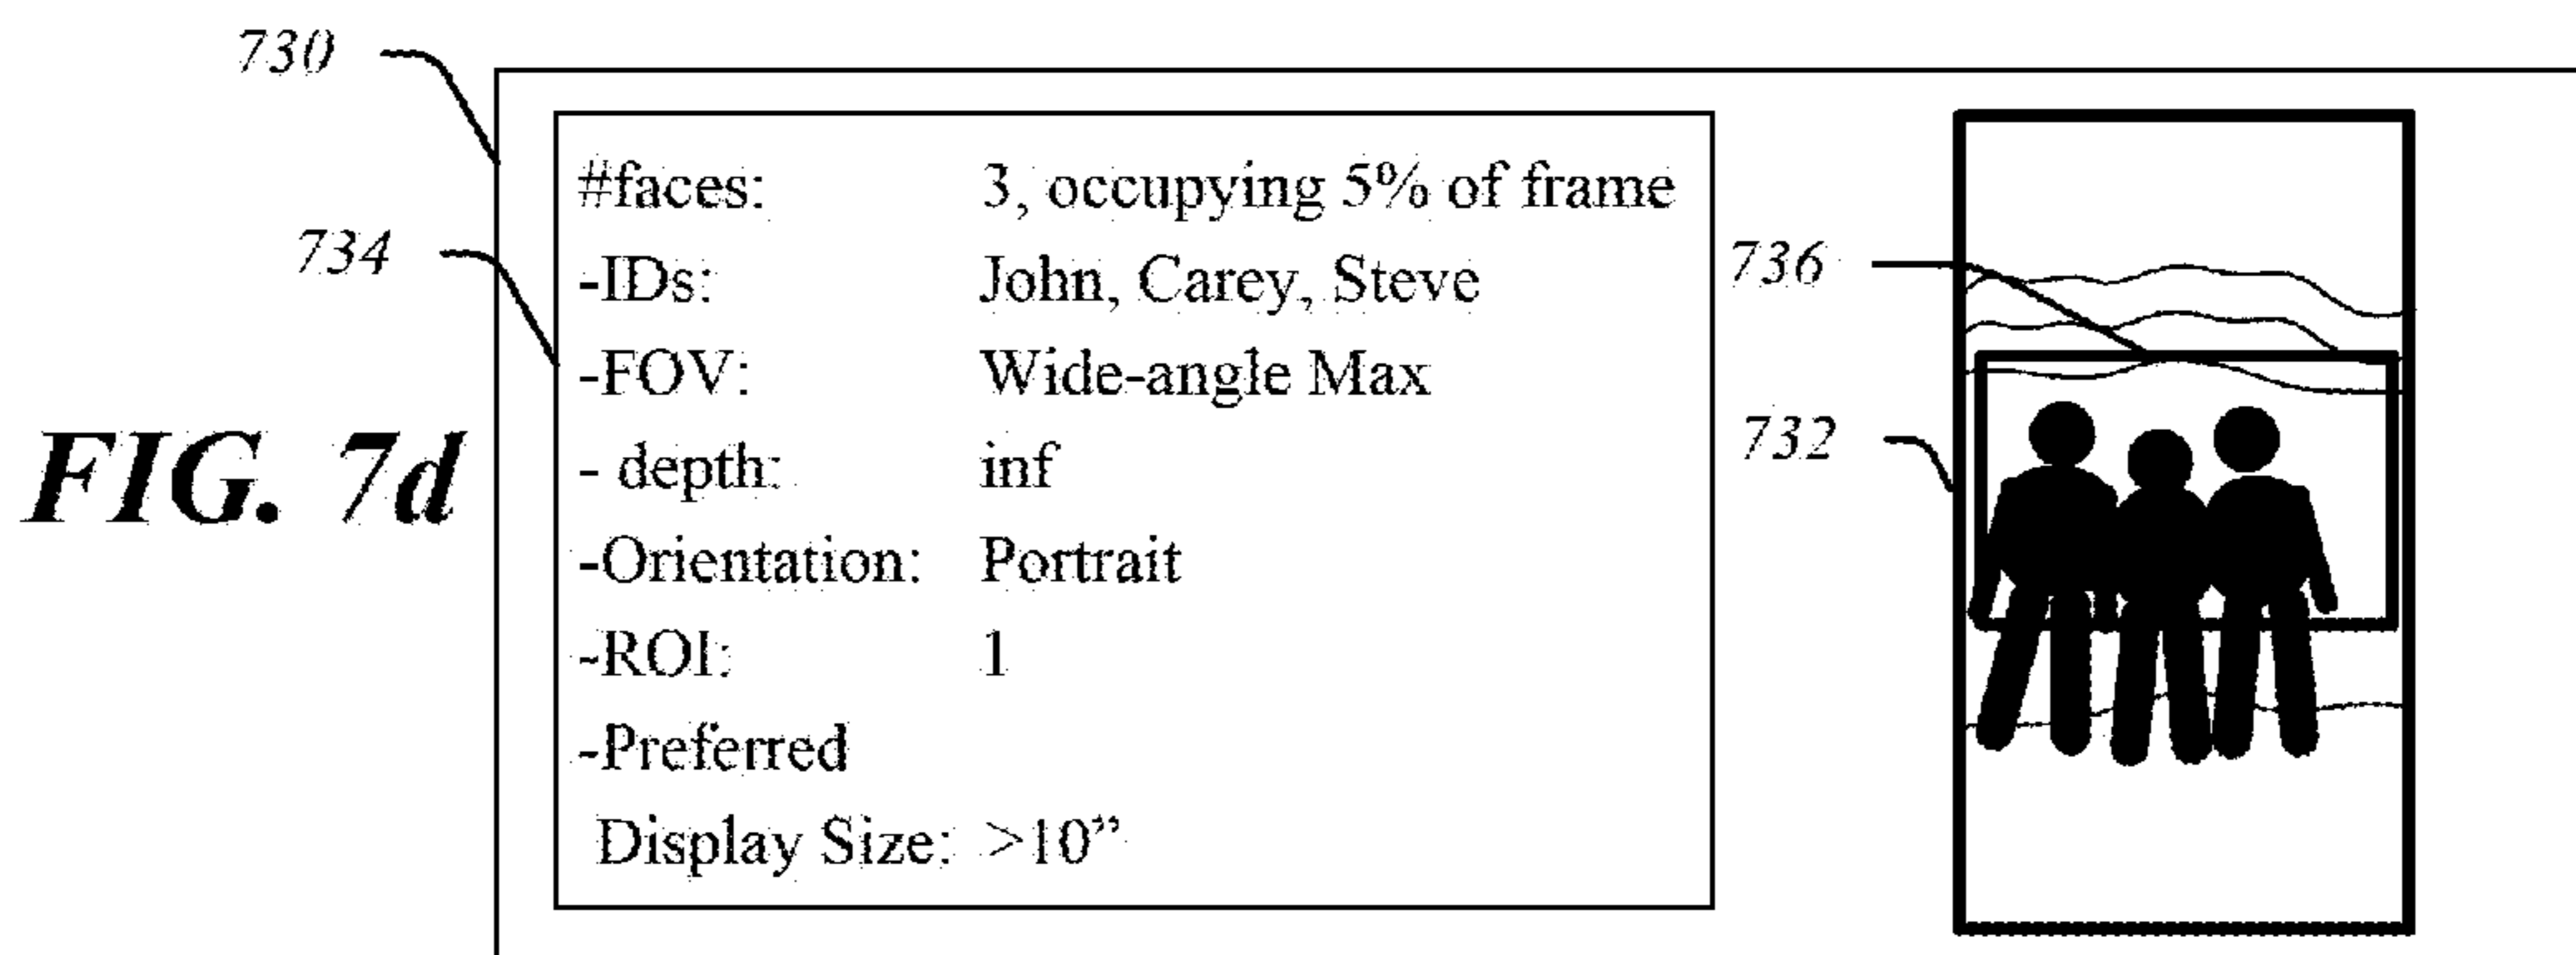 730
#faces: 3, occupying 5% of frame
734
-IDs: John, Carey, Steve
736
-FOV: Wide-angle Max
732
FIG. 7d
- depth: inf
-Orientation: Portrait
-ROI: 1
-Preferred
Display Size: >10”